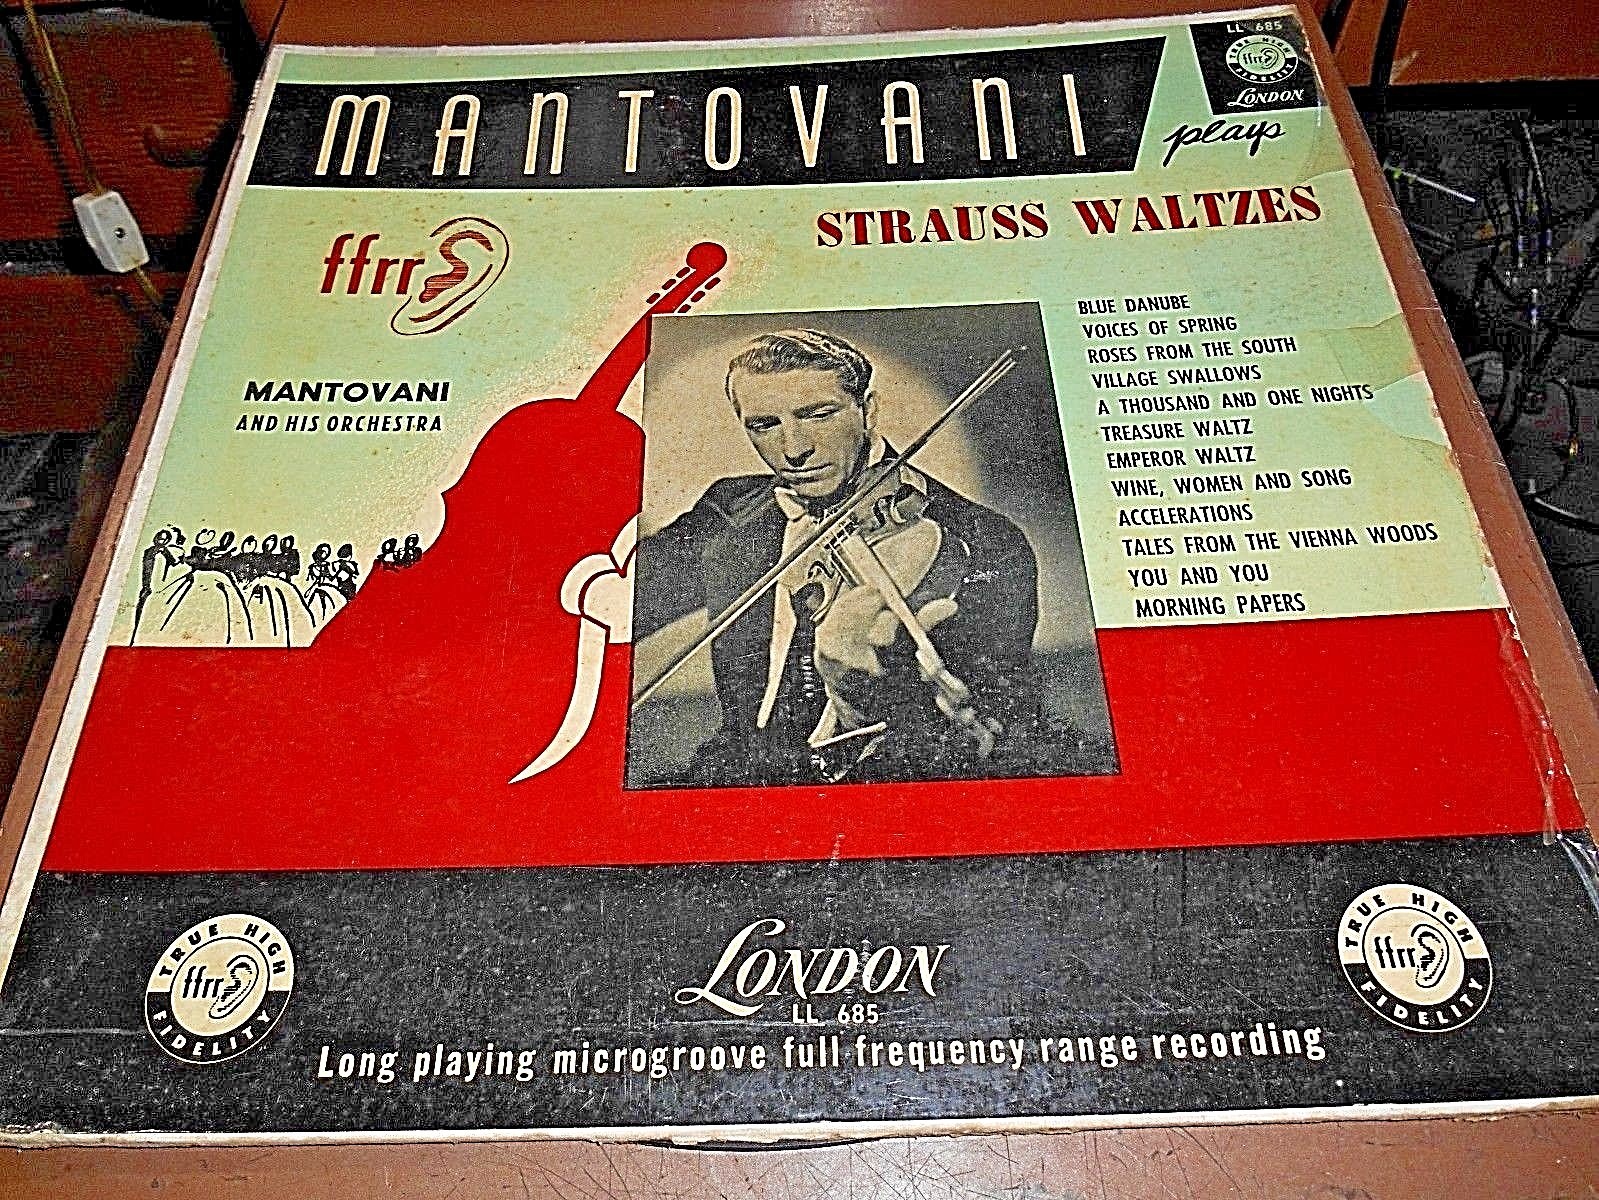 LL 685
TRUE HIGH
ffrr
FIDELITY
LONDON
MANTOVANI
plays
STRAUSS WALTZES
ffrr
MANTOVANI
AND HIS ORCHESTRA
BLUE DANUBE
VOICES OF SPRING
ROSES FROM THE SOUTH
VILLAGE SWALLOWS
A THOUSAND AND ONE NIGHTS
TREASURE WALTZ
EMPEROR WALTZ
WINE, WOMEN AND SONG
ACCELERATIONS
TALES FROM THE VIENNA WOODS
YOU AND YOU
MORNING PAPERS
TRUE HIGH
ffrr
FIDELITY
LONDON
LL 685
TRUE HIGH
ffrr
FIDELITY
Long playing microgroove full frequency range recording